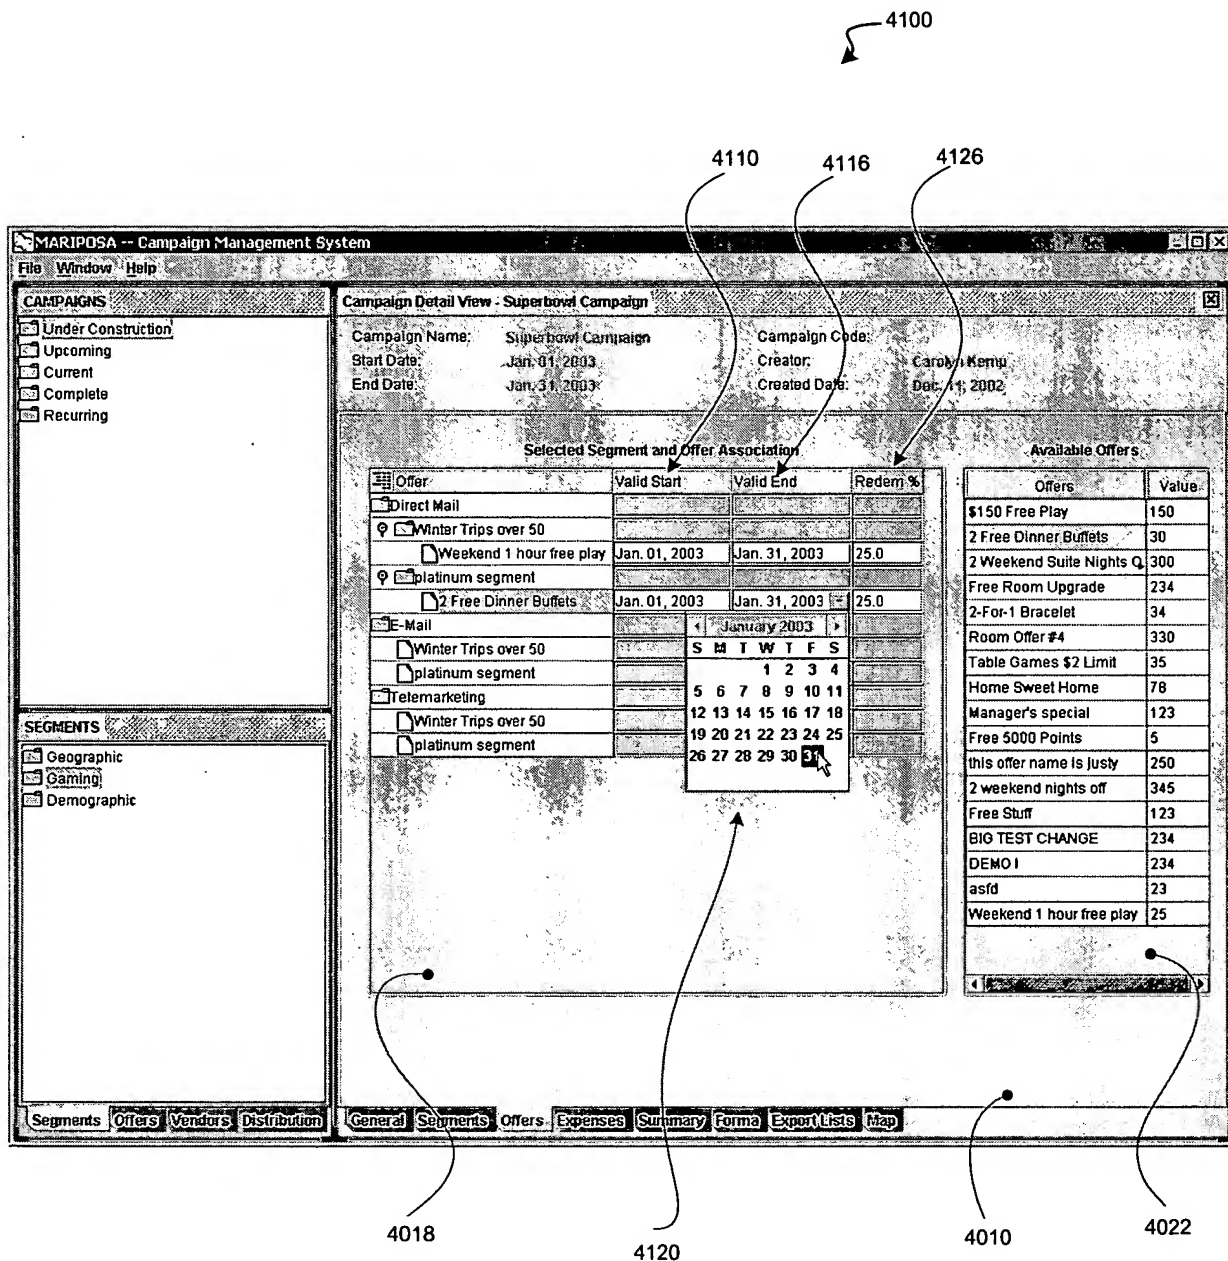 4100
4110 4116 4126
MARIPOSA -- Campaign Management System
File Window Help
CAMPAIGNS
Under Construction
Upcoming
Current
Complete
Recurring
Campaign Detail View - Superbowl Campaign
Campaign Name: Superbowl Campaign Campaign Code:
Start Date: Jan. 01, 2003 Creator: Carolyn Kemp
End Date: Jan. 31, 2003 Created Date: Dec. 11, 2002
Selected Segment and Offer Association
Offer Valid Start Valid End Redem %
Direct Mail
Winter Trips over 50
Weekend 1 hour free play Jan. 01, 2003 Jan. 31, 2003 25.0
platinum segment
2 Free Dinner Buffets Jan. 01, 2003 Jan. 31, 2003 25.0
E-Mail
Winter Trips over 50
platinum segment
Telemarketing
Winter Trips over 50
platinum segment
January 2003
S M T W T F S
1 2 3 4
5 6 7 8 9 10 11
12 13 14 15 16 17 18
19 20 21 22 23 24 25
26 27 28 29 30 31
Available Offers
Offers Value
$150 Free Play 150
2 Free Dinner Buffets 30
2 Weekend Suite Nights Q 300
Free Room Upgrade 234
2-For-1 Bracelet 34
Room Offer #4 330
Table Games $2 Limit 35
Home Sweet Home 78
Manager's special 123
Free 5000 Points 5
this offer name is justy 250
2 weekend nights off 345
Free Stuff 123
BIG TEST CHANGE 234
DEMO I 234
asfd 23
Weekend 1 hour free play 25
SEGMENTS
Geographic
Gaming
Demographic
Segments Offers Vendors Distribution
General Segments Offers Expenses Summary Forma Export Lists Map
4018 4120 4010 4022